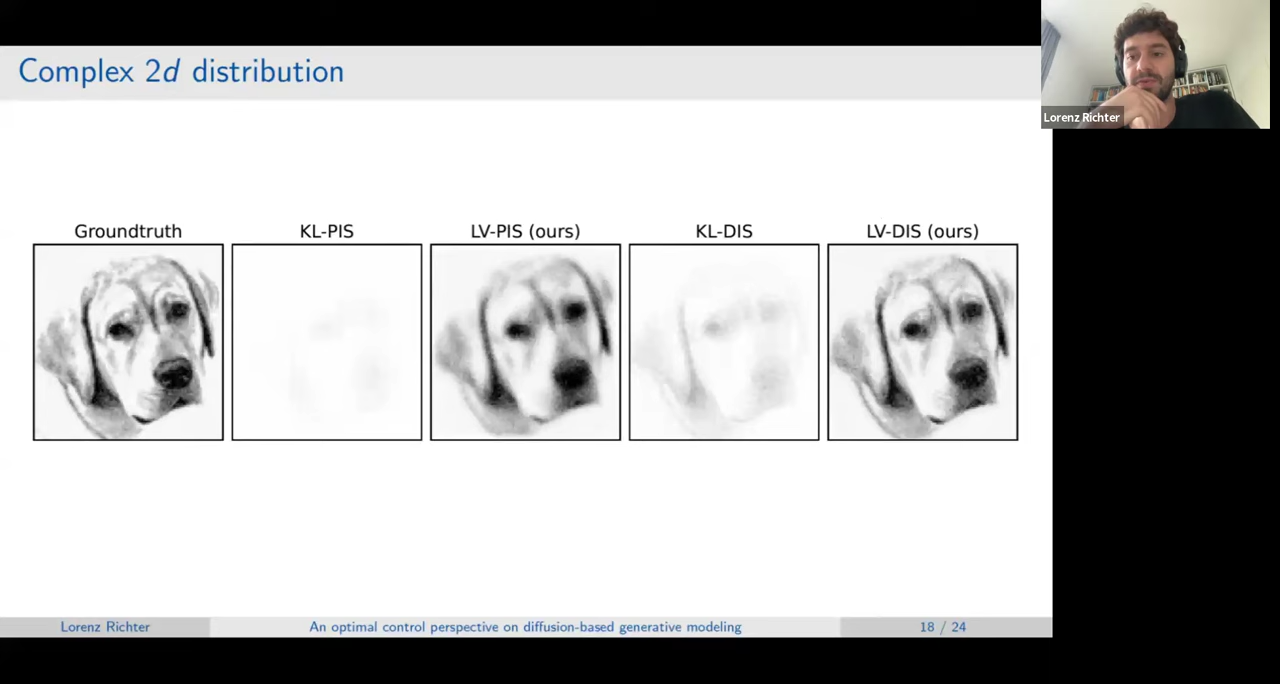 Complex 2d distribution
Lorenz Richter
Groundtruth
KL-PIS
LV-PIS (ours)
KL-DIS
LV-DIS (ours)
Lorenz Richter
An optimal control perspective on diffusion-based generative modeling
18 / 24